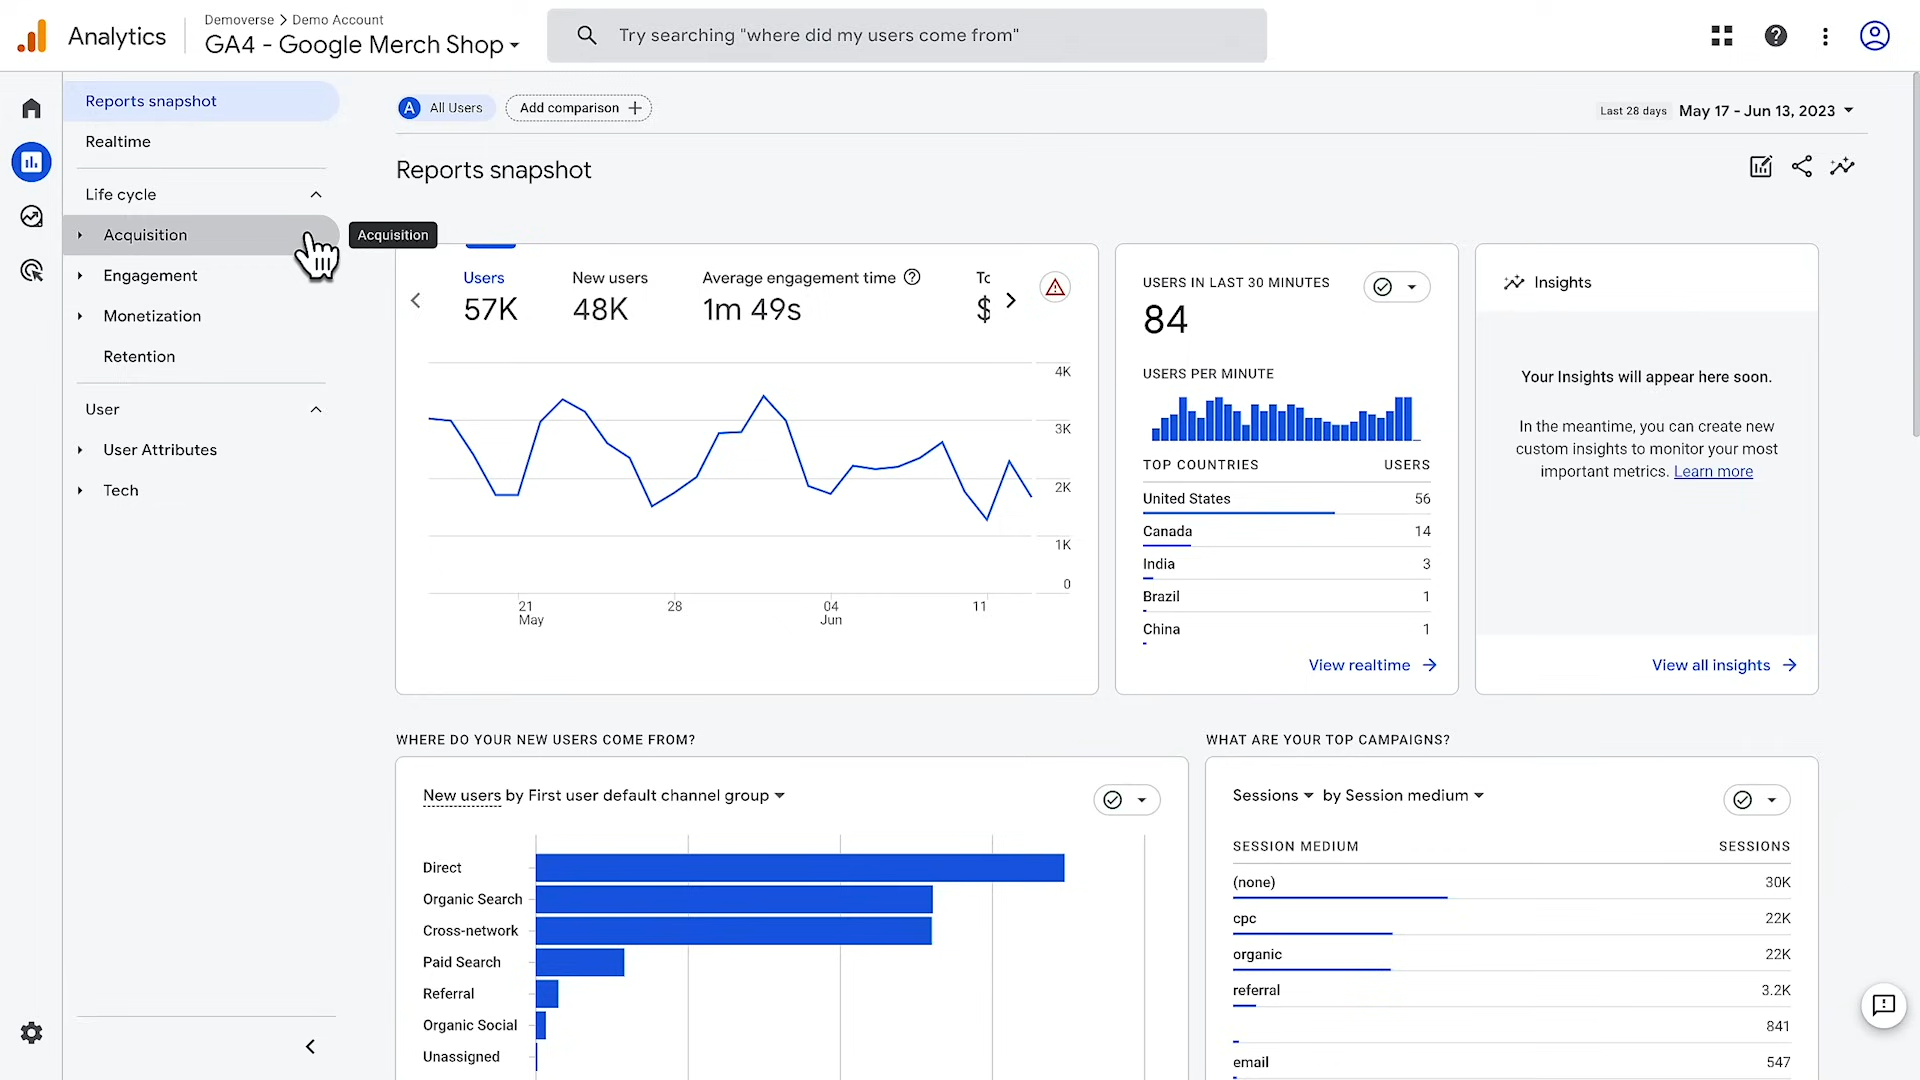 Analytics
Demoverse > Demo Account
GA4 - Google Merch Shop
Try searching "where did my users come from"
Reports snapshot
Realtime
Life cycle
Acquisition
Engagement
Monetization
Retention
User
User Attributes
Tech
Acquisition
A All Users
Add comparison +
Last 28 days May 17 - Jun 13, 2023
Reports snapshot
Users
57K
New users
48K
Average engagement time
1m 49s
To
$
4K
3K
2K
1K
0
21
May
28
04
Jun
11
USERS IN LAST 30 MINUTES
84
USERS PER MINUTE
TOP COUNTRIES USERS
United States 56
Canada 14
India 3
Brazil 1
China 1
View realtime
Insights
Your Insights will appear here soon.
In the meantime, you can create new
custom insights to monitor your most
important metrics. Learn more
View all insights
WHERE DO YOUR NEW USERS COME FROM?
New users by First user default channel group
Direct
Organic Search
Cross-network
Paid Search
Referral
Organic Social
Unassigned
WHAT ARE YOUR TOP CAMPAIGNS?
Sessions by Session medium
SESSION MEDIUM SESSIONS
(none) 30K
cpc 22K
organic 22K
referral 3.2K
841
email 547